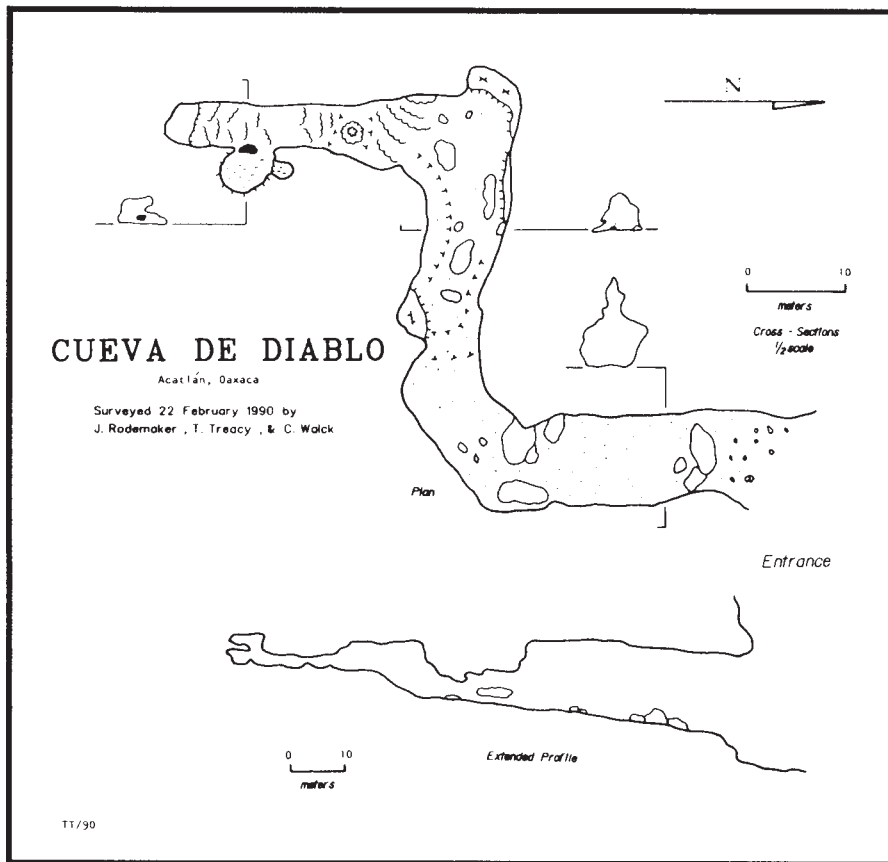 N
0 10
meters
Cross - Sections
1/2 scale
CUEVA DE DIABLO
Acatlán, Oaxaca
Surveyed 22 February 1990 by
J. Rodemaker , T. Treacy , & C. Walck
Plan
Entrance
0 10
meters
Extended Profile
TT/90